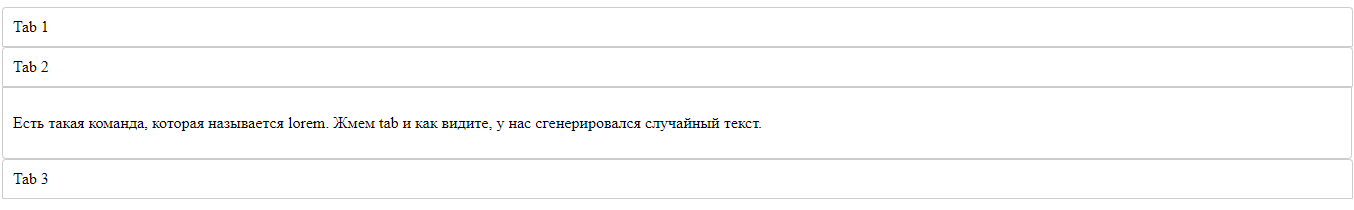 Tab 1
Tab 2
Есть такая команда, которая называется lorem. Жмем tab и как видите, у нас сгенерировался случайный текст.
Tab 3